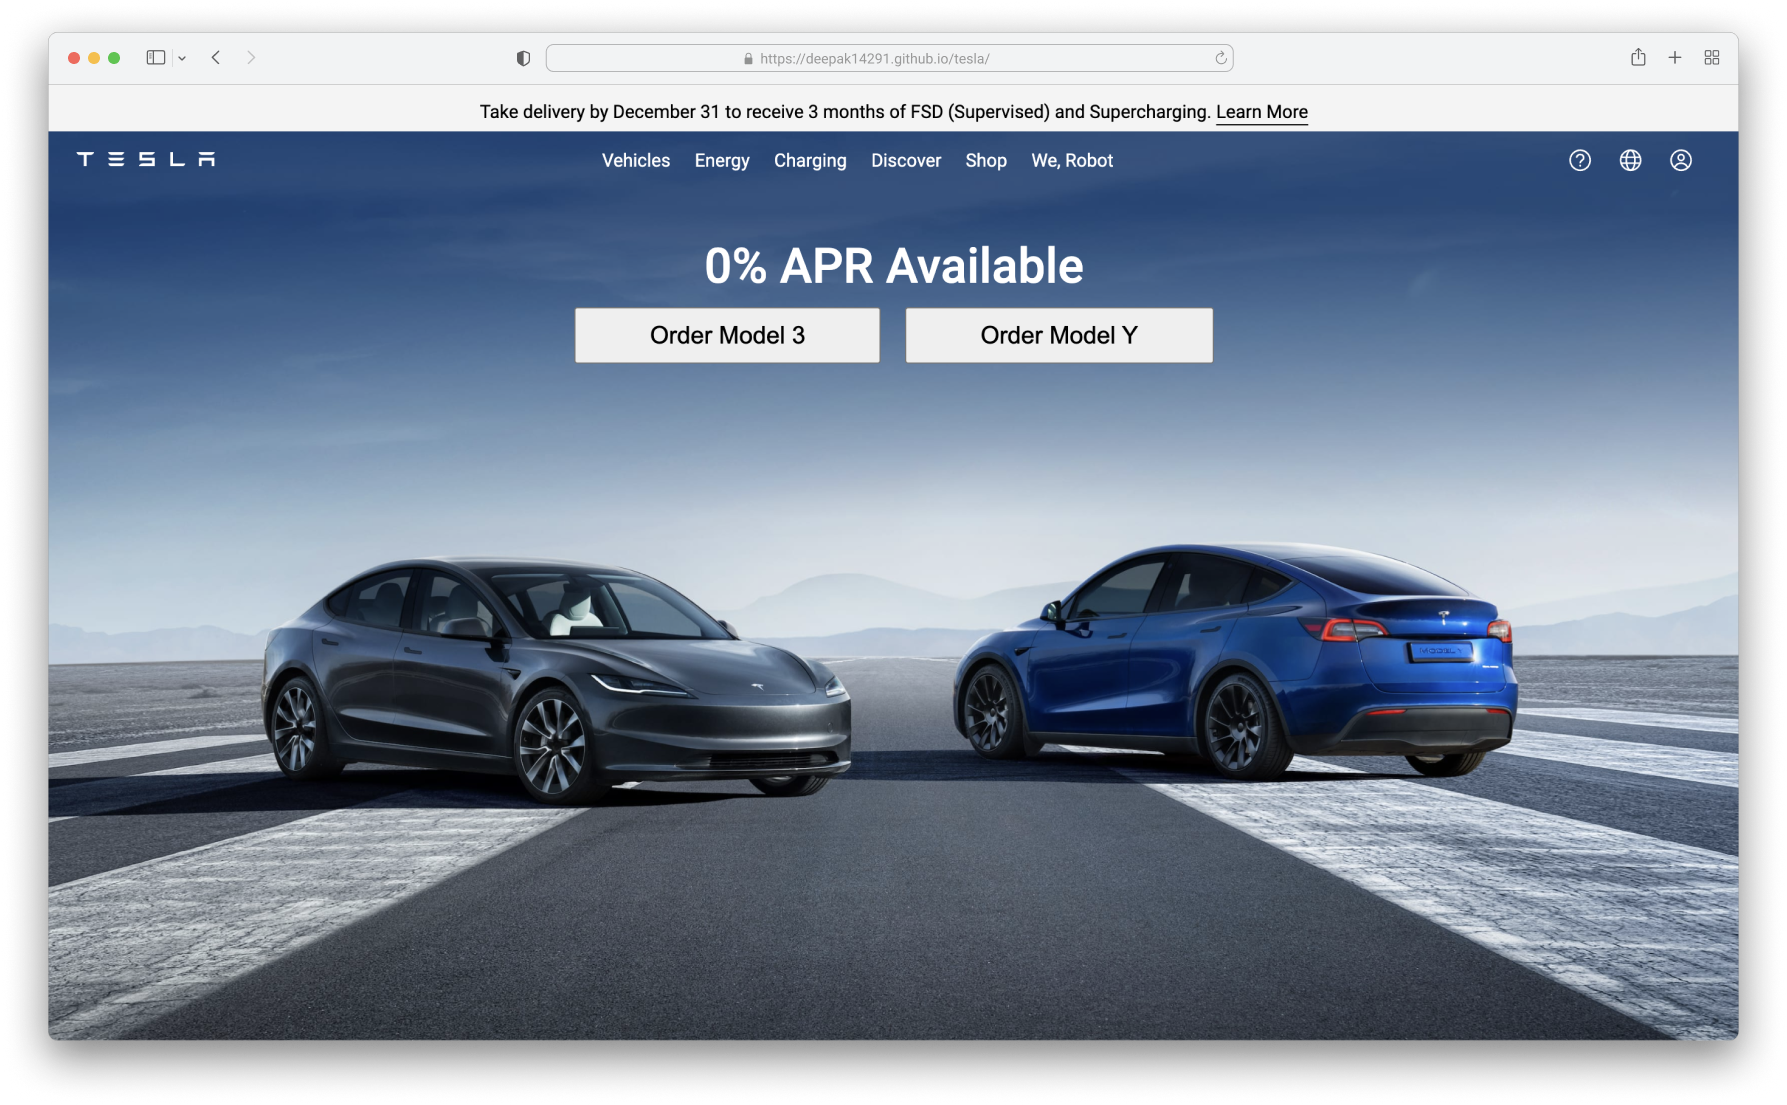 https://deepak14291.github.io/tesla/
Take delivery by December 31 to receive 3 months of FSD (Supervised) and Supercharging. Learn More
TESLA
Vehicles Energy Charging Discover Shop We, Robot
0% APR Available
Order Model 3 Order Model Y
MODEL Y